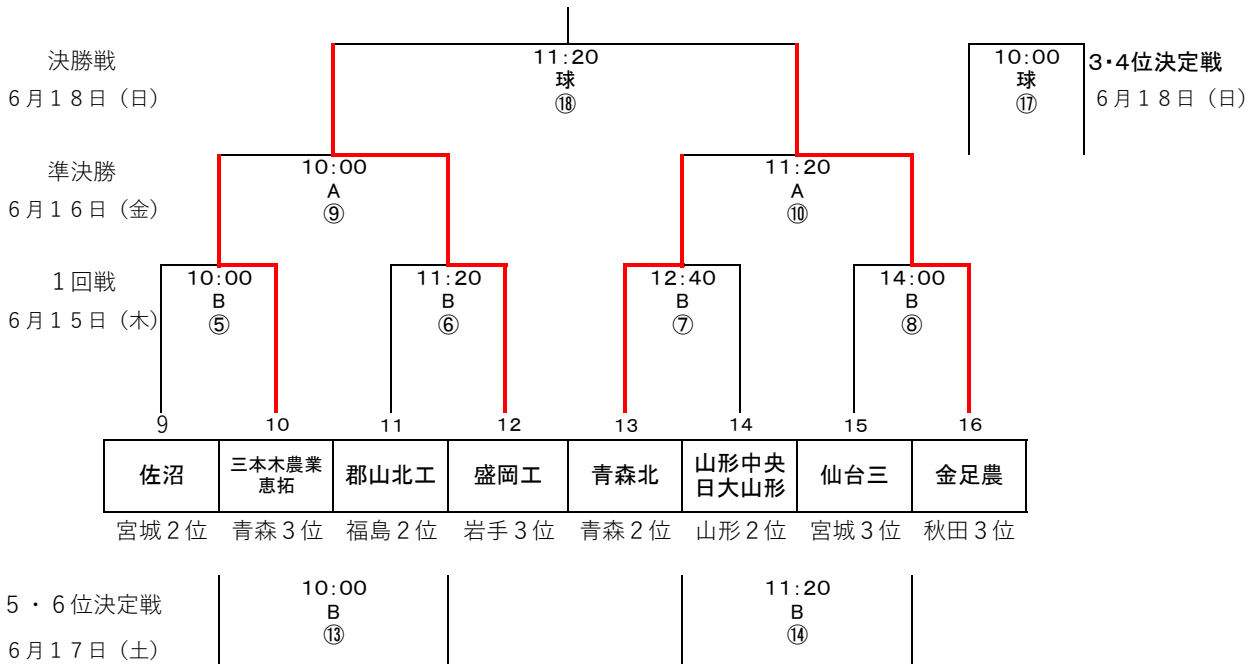 決勝戦
6月18日（日）
11:20
球
⑱
10:00
球
⑰
3・4位決定戦
6月18日（日）
準決勝
6月16日（金）
10:00
A
⑨
11:20
A
⑩
1回戦
6月15日（木）
10:00
B
⑤
11:20
B
⑥
12:40
B
⑦
14:00
B
⑧
9 10 11 12 13 14 15 16
佐沼
三本木農業
恵拓
郡山北工
盛岡工
青森北
山形中央
日大山形
仙台三
金足農
宮城2位 青森3位 福島2位 岩手3位 青森2位 山形2位 宮城3位 秋田3位
5・6位決定戦
6月17日（土）
10:00
B
⑬
11:20
B
⑭